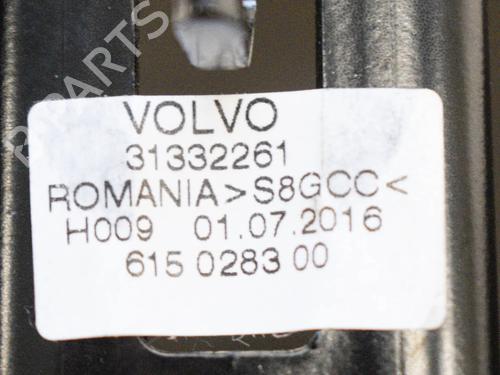 VOLVO
31332261
ROMANIA>S8GCC<
H009 01.07.2016
615 0283 00